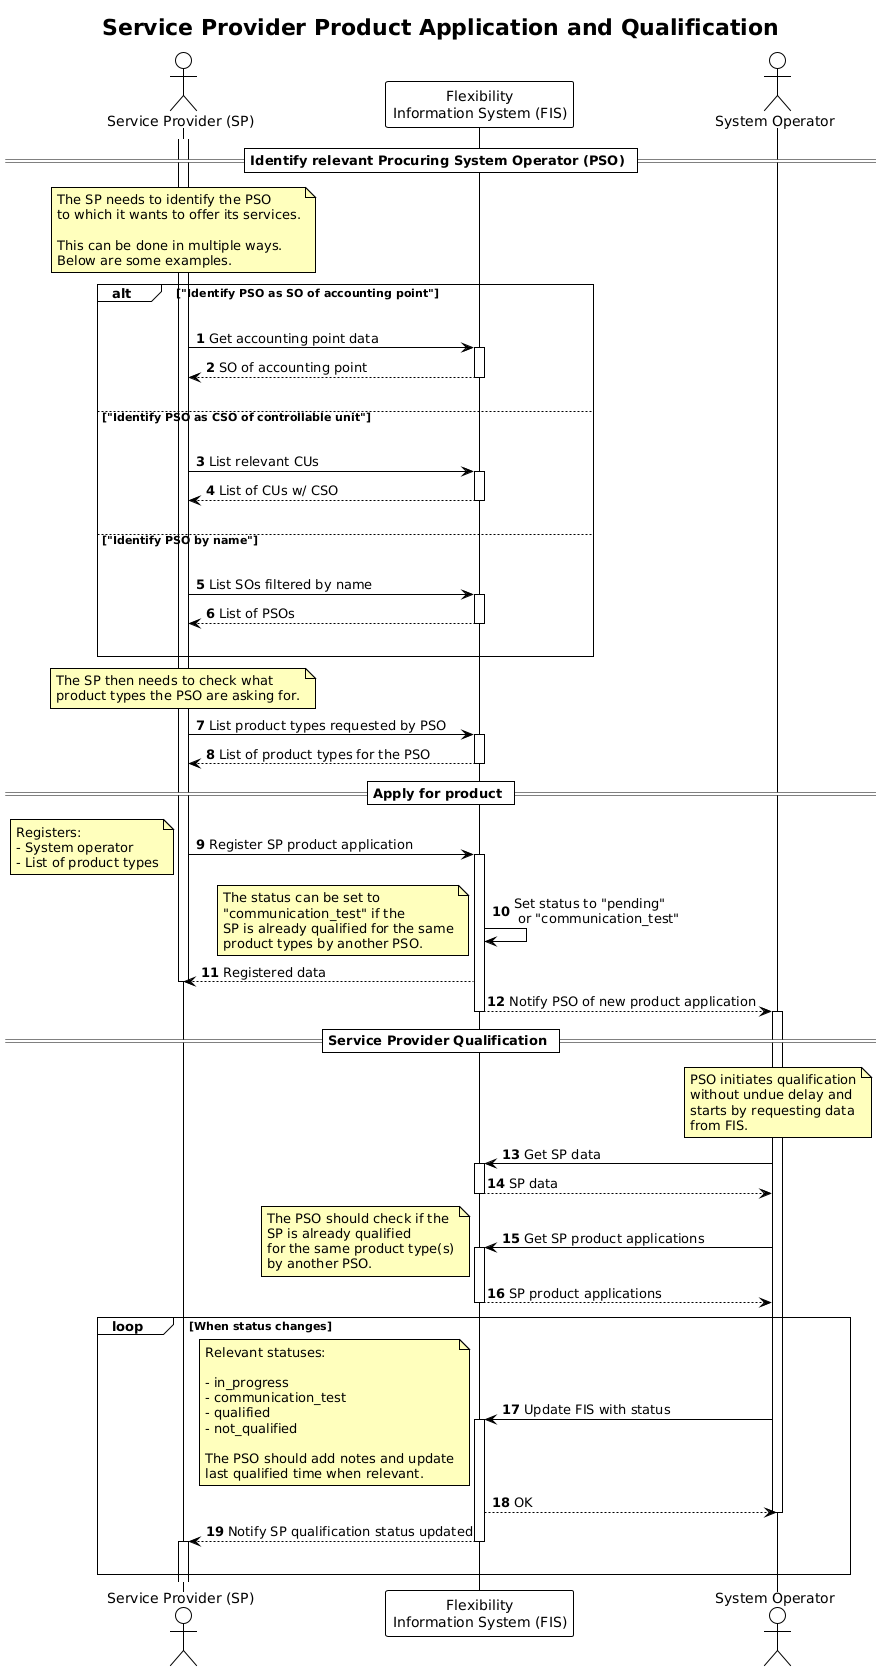 Service Provider Product Application and Qualification
Service Provider (SP)
Flexibility
Information System (FIS)
System Operator
Identify relevant Procuring System Operator (PSO)
The SP needs to identify the PSO
to which it wants to offer its services.
This can be done in multiple ways.
Below are some examples.
alt
["Identify PSO as SO of accounting point"]
1 Get accounting point data
2 SO of accounting point
["Identify PSO as CSO of controllable unit"]
3 List relevant CUs
4 List of CUs w/ CSO
["Identify PSO by name"]
5 List SOs filtered by name
6 List of PSOs
The SP then needs to check what
product types the PSO are asking for.
7 List product types requested by PSO
8 List of product types for the PSO
Apply for product
Registers:
- System operator
- List of product types
9 Register SP product application
The status can be set to
"communication_test" if the
SP is already qualified for the same
product types by another PSO.
10 Set status to "pending"
or "communication_test"
11 Registered data
12 Notify PSO of new product application
Service Provider Qualification
PSO initiates qualification
without undue delay and
starts by requesting data
from FIS.
13 Get SP data
14 SP data
The PSO should check if the
SP is already qualified
for the same product type(s)
by another PSO.
15 Get SP product applications
16 SP product applications
loop
[When status changes]
Relevant statuses:
- in_progress
- communication_test
- qualified
- not_qualified
The PSO should add notes and update
last qualified time when relevant.
17 Update FIS with status
18 OK
19 Notify SP qualification status updated
Service Provider (SP)
Flexibility
Information System (FIS)
System Operator